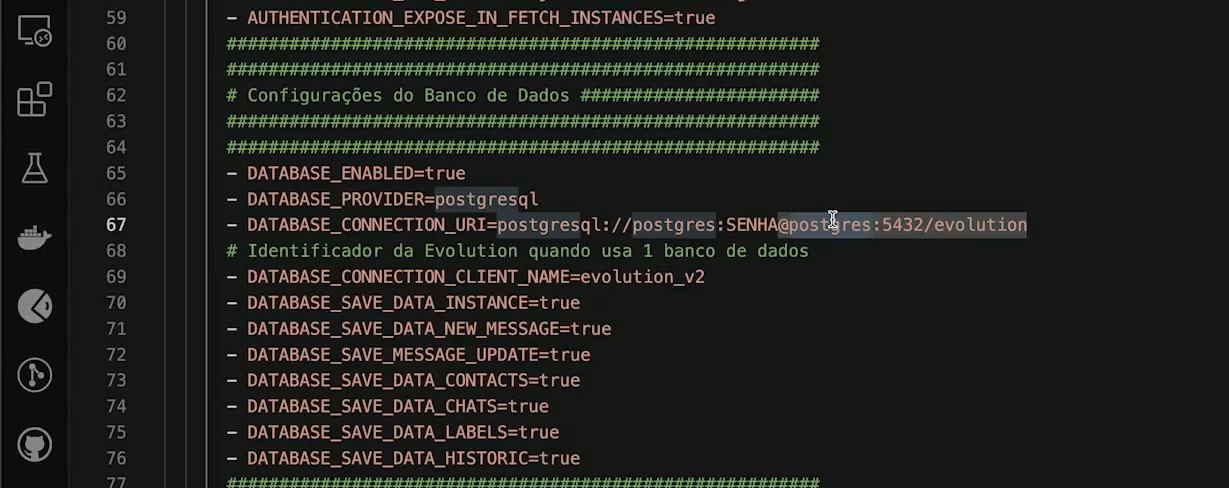 59 - AUTHENTICATION_EXPOSE_IN_FETCH_INSTANCES=true
60 #########################################################
61 #########################################################
62 # Configurações do Banco de Dados #######################
63 #########################################################
64 #########################################################
65 - DATABASE_ENABLED=true
66 - DATABASE_PROVIDER=postgresql
67 - DATABASE_CONNECTION_URI=postgresql://postgres:SENHA@postgres:5432/evolution
68 # Identificador da Evolution quando usa 1 banco de dados
69 - DATABASE_CONNECTION_CLIENT_NAME=evolution_v2
70 - DATABASE_SAVE_DATA_INSTANCE=true
71 - DATABASE_SAVE_DATA_NEW_MESSAGE=true
72 - DATABASE_SAVE_MESSAGE_UPDATE=true
73 - DATABASE_SAVE_DATA_CONTACTS=true
74 - DATABASE_SAVE_DATA_CHATS=true
75 - DATABASE_SAVE_DATA_LABELS=true
76 - DATABASE_SAVE_DATA_HISTORIC=true
77 #########################################################